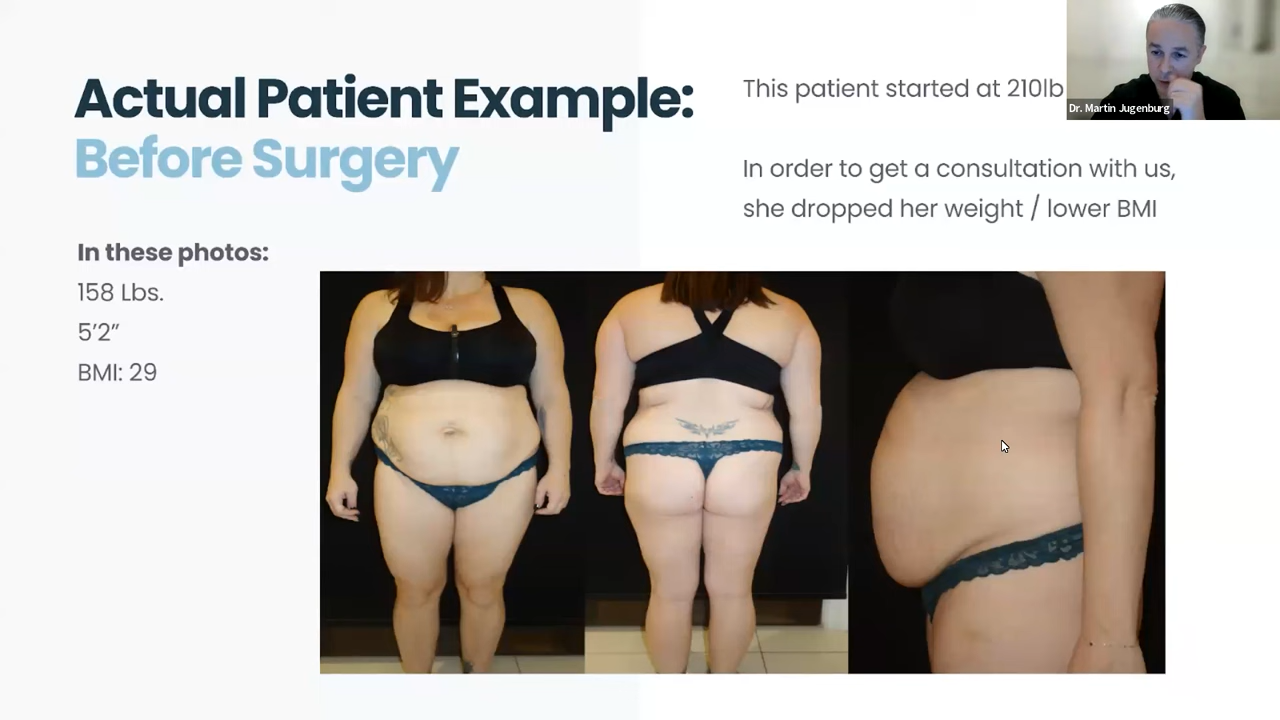 Actual Patient Example:
Before Surgery
In these photos:
158 Lbs.
5’2”
BMI: 29
This patient started at 210lb
In order to get a consultation with us,
she dropped her weight / lower BMI
Dr. Martin Jugenburg